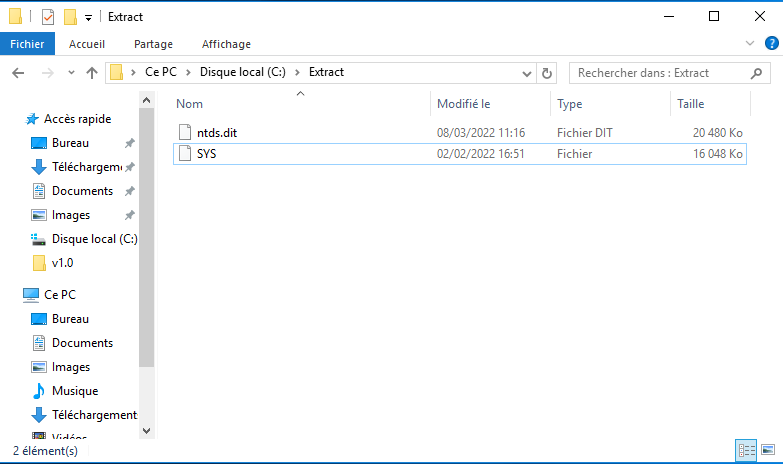 Extract
Fichier Accueil Partage Affichage
Ce PC Disque local (C:) Extract Rechercher dans : Extract
Nom Modifié le Type Taille
ntds.dit 08/03/2022 11:16 Fichier DIT 20 480 Ko
SYS 02/02/2022 16:51 Fichier 16 048 Ko
Accès rapide
Bureau
Téléchargem
Documents
Images
Disque local (C:)
v1.0
Ce PC
Bureau
Documents
Images
Musique
Téléchargement
Vidéos
2 élément(s)